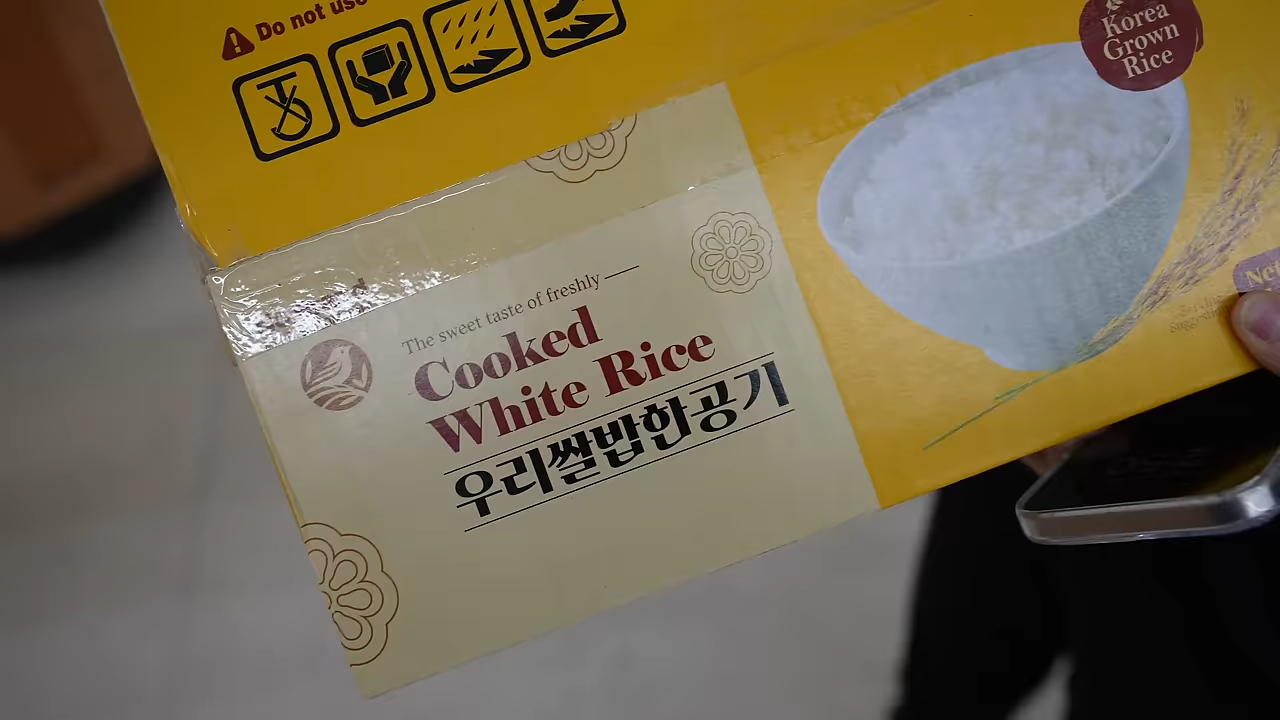 Do not use
Korea
Grown
Rice
The sweet taste of freshly
Cooked
White Rice
우리쌀밥한공기
Net